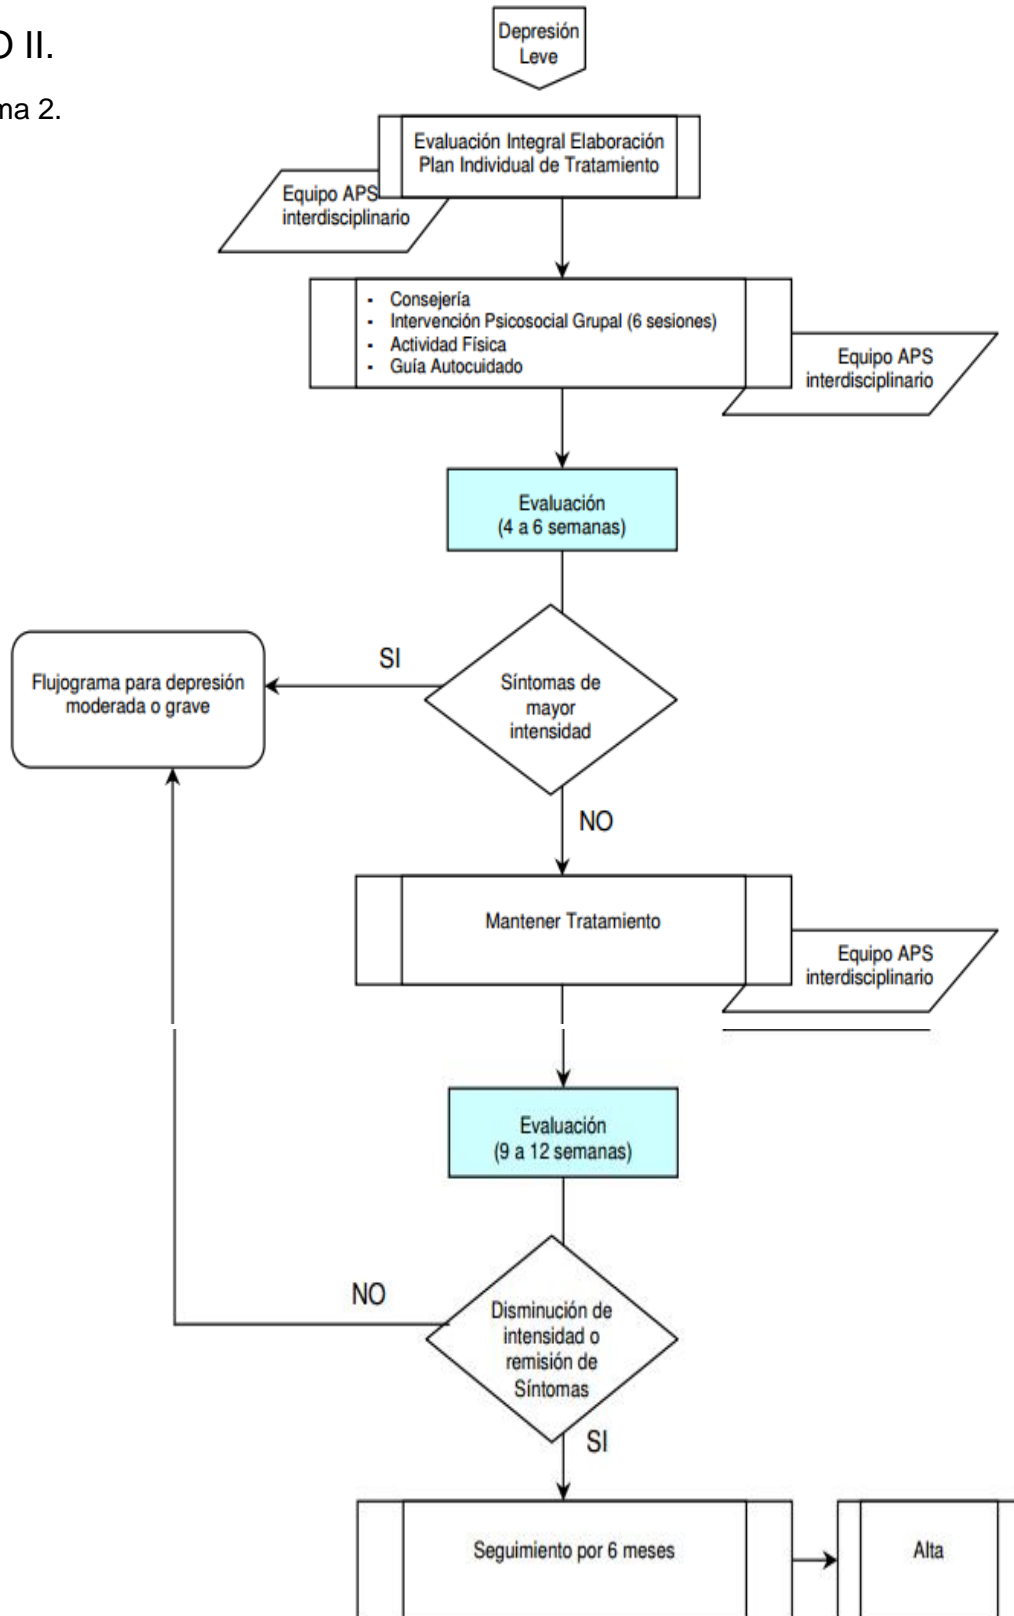 O II.
ma 2.
Depresión
Leve
Evaluación Integral Elaboración
Plan Individual de Tratamiento
Equipo APS
interdisciplinario
- Consejería
- Intervención Psicosocial Grupal (6 sesiones)
- Actividad Física
- Guía Autocuidado
Equipo APS
interdisciplinario
Evaluación
(4 a 6 semanas)
SI
Síntomas de
mayor
intensidad
Flujograma para depresión
moderada o grave
NO
Mantener Tratamiento
Equipo APS
interdisciplinario
Evaluación
(9 a 12 semanas)
NO
Disminución de
intensidad o
remisión de
Síntomas
SI
Seguimiento por 6 meses
Alta